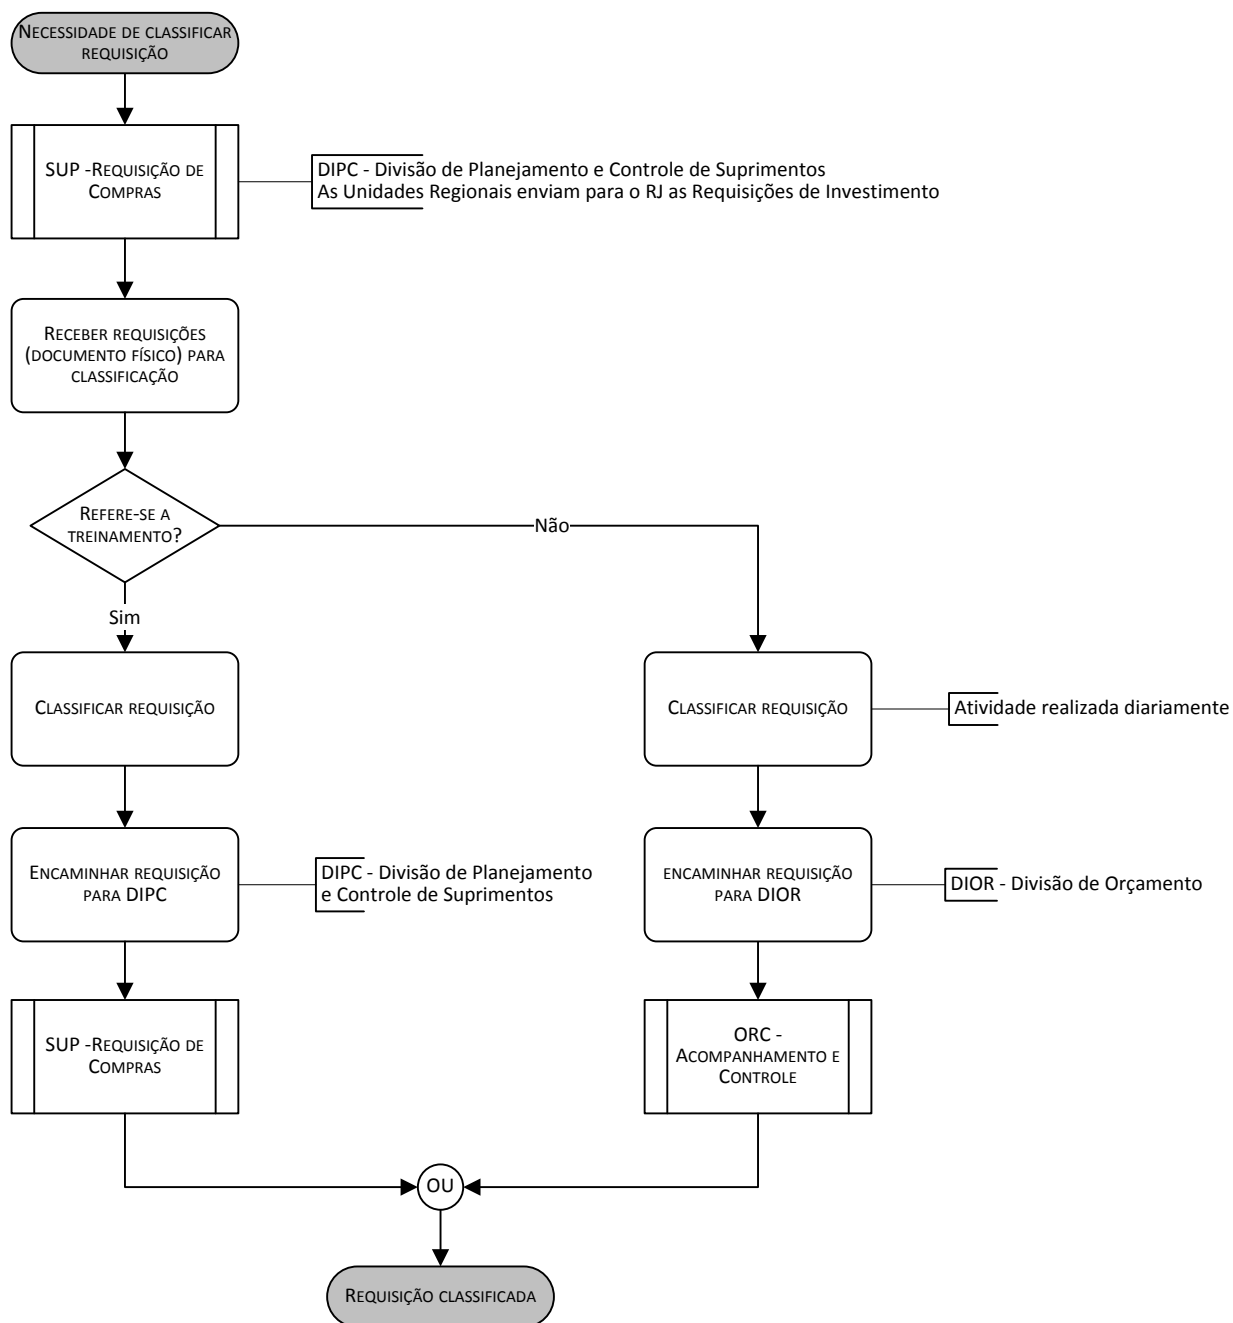 NECESSIDADE DE CLASSIFICAR
REQUISIÇÃO
SUP -REQUISIÇÃO DE
COMPRAS
DIPC - Divisão de Planejamento e Controle de Suprimentos
As Unidades Regionais enviam para o RJ as Requisições de Investimento
RECEBER REQUISIÇÕES
(DOCUMENTO FÍSICO) PARA
CLASSIFICAÇÃO
REFERE-SE A
TREINAMENTO?
Não
Sim
CLASSIFICAR REQUISIÇÃO
CLASSIFICAR REQUISIÇÃO
Atividade realizada diariamente
ENCAMINHAR REQUISIÇÃO
PARA DIPC
DIPC - Divisão de Planejamento
e Controle de Suprimentos
ENCAMINHAR REQUISIÇÃO
PARA DIOR
DIOR - Divisão de Orçamento
SUP -REQUISIÇÃO DE
COMPRAS
ORC -
ACOMPANHAMENTO E
CONTROLE
OU
REQUISIÇÃO CLASSIFICADA